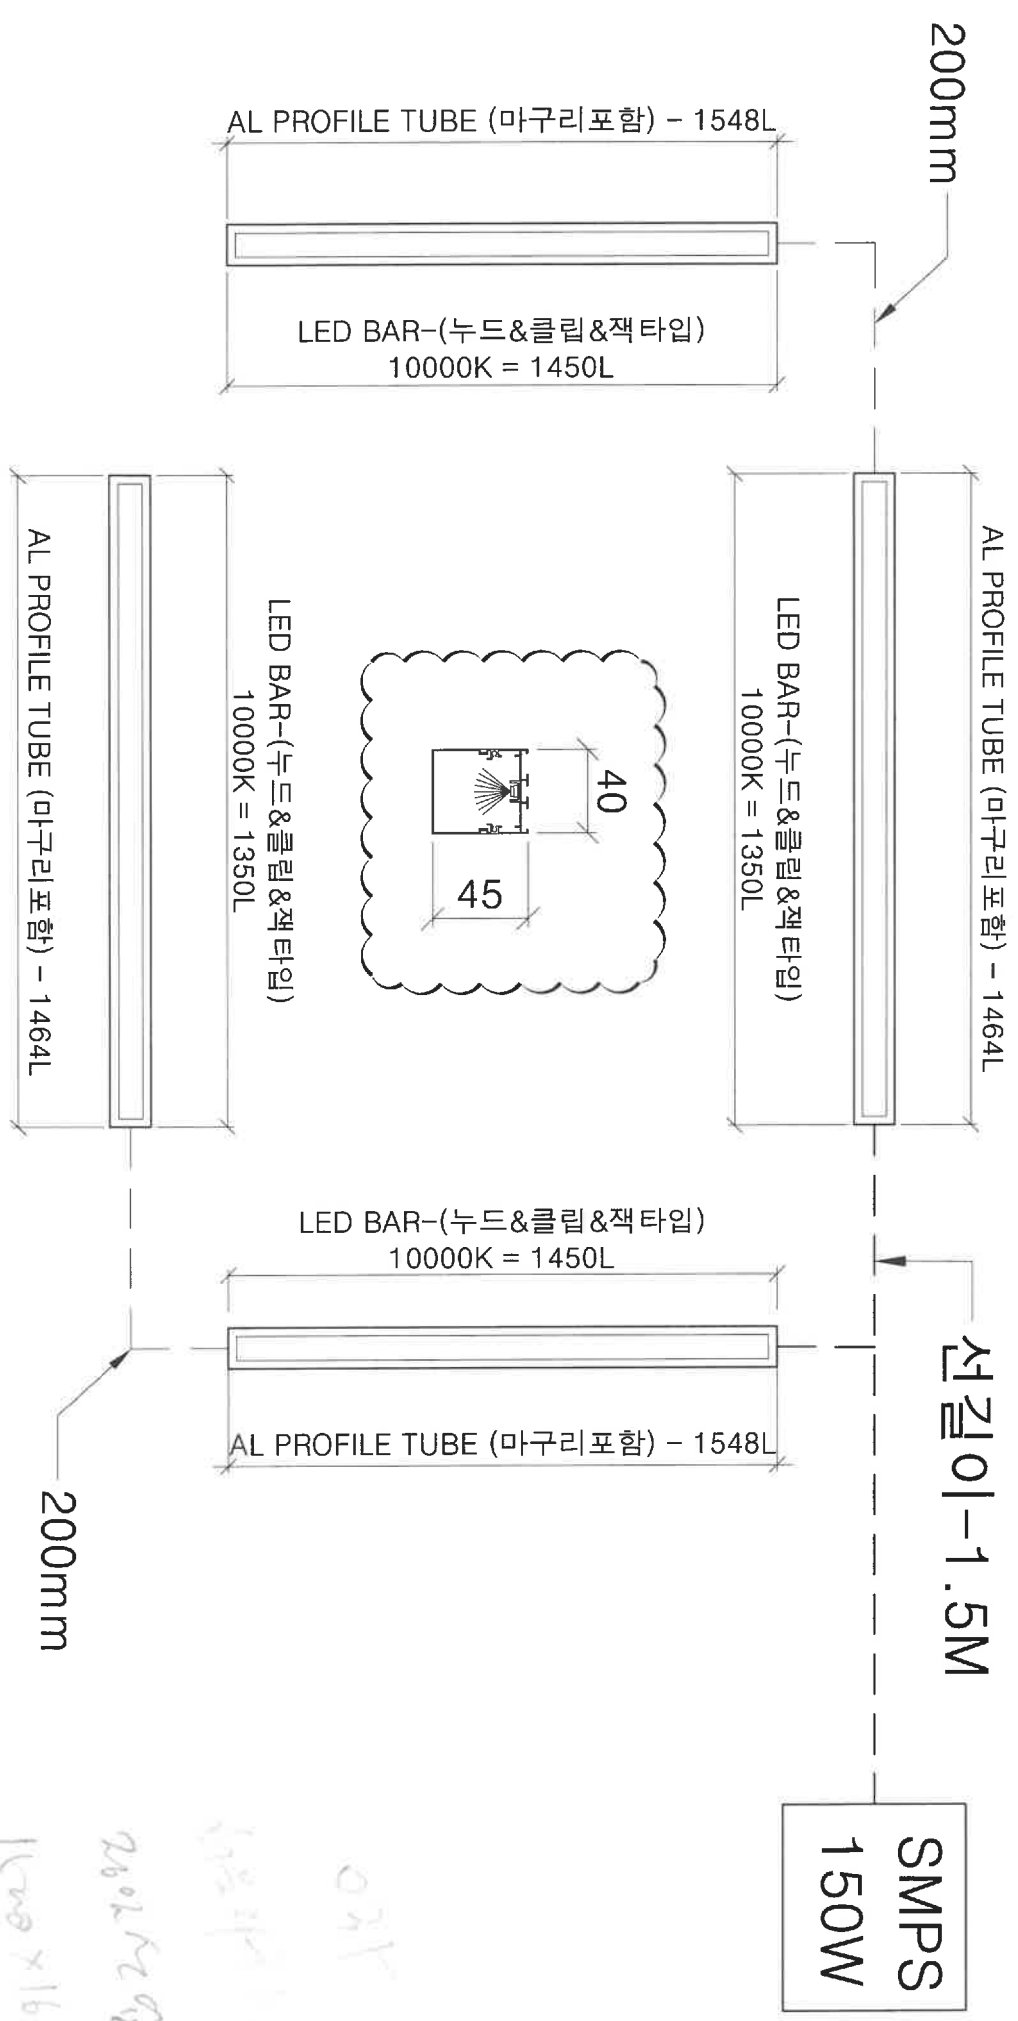 200mm
AL PROFILE TUBE (마구리포함) - 1548L
LED BAR-(누드&클립&잭타입)
10000K = 1450L
AL PROFILE TUBE (마구리포함) - 1464L
LED BAR-(누드&클립&잭타입)
10000K = 1350L
40
45
LED BAR-(누드&클립&잭타입)
10000K = 1350L
AL PROFILE TUBE (마구리포함) - 1464L
LED BAR-(누드&클립&잭타입)
10000K = 1450L
AL PROFILE TUBE (마구리포함) - 1548L
선길이-1.5M
200mm
SMPS
150W